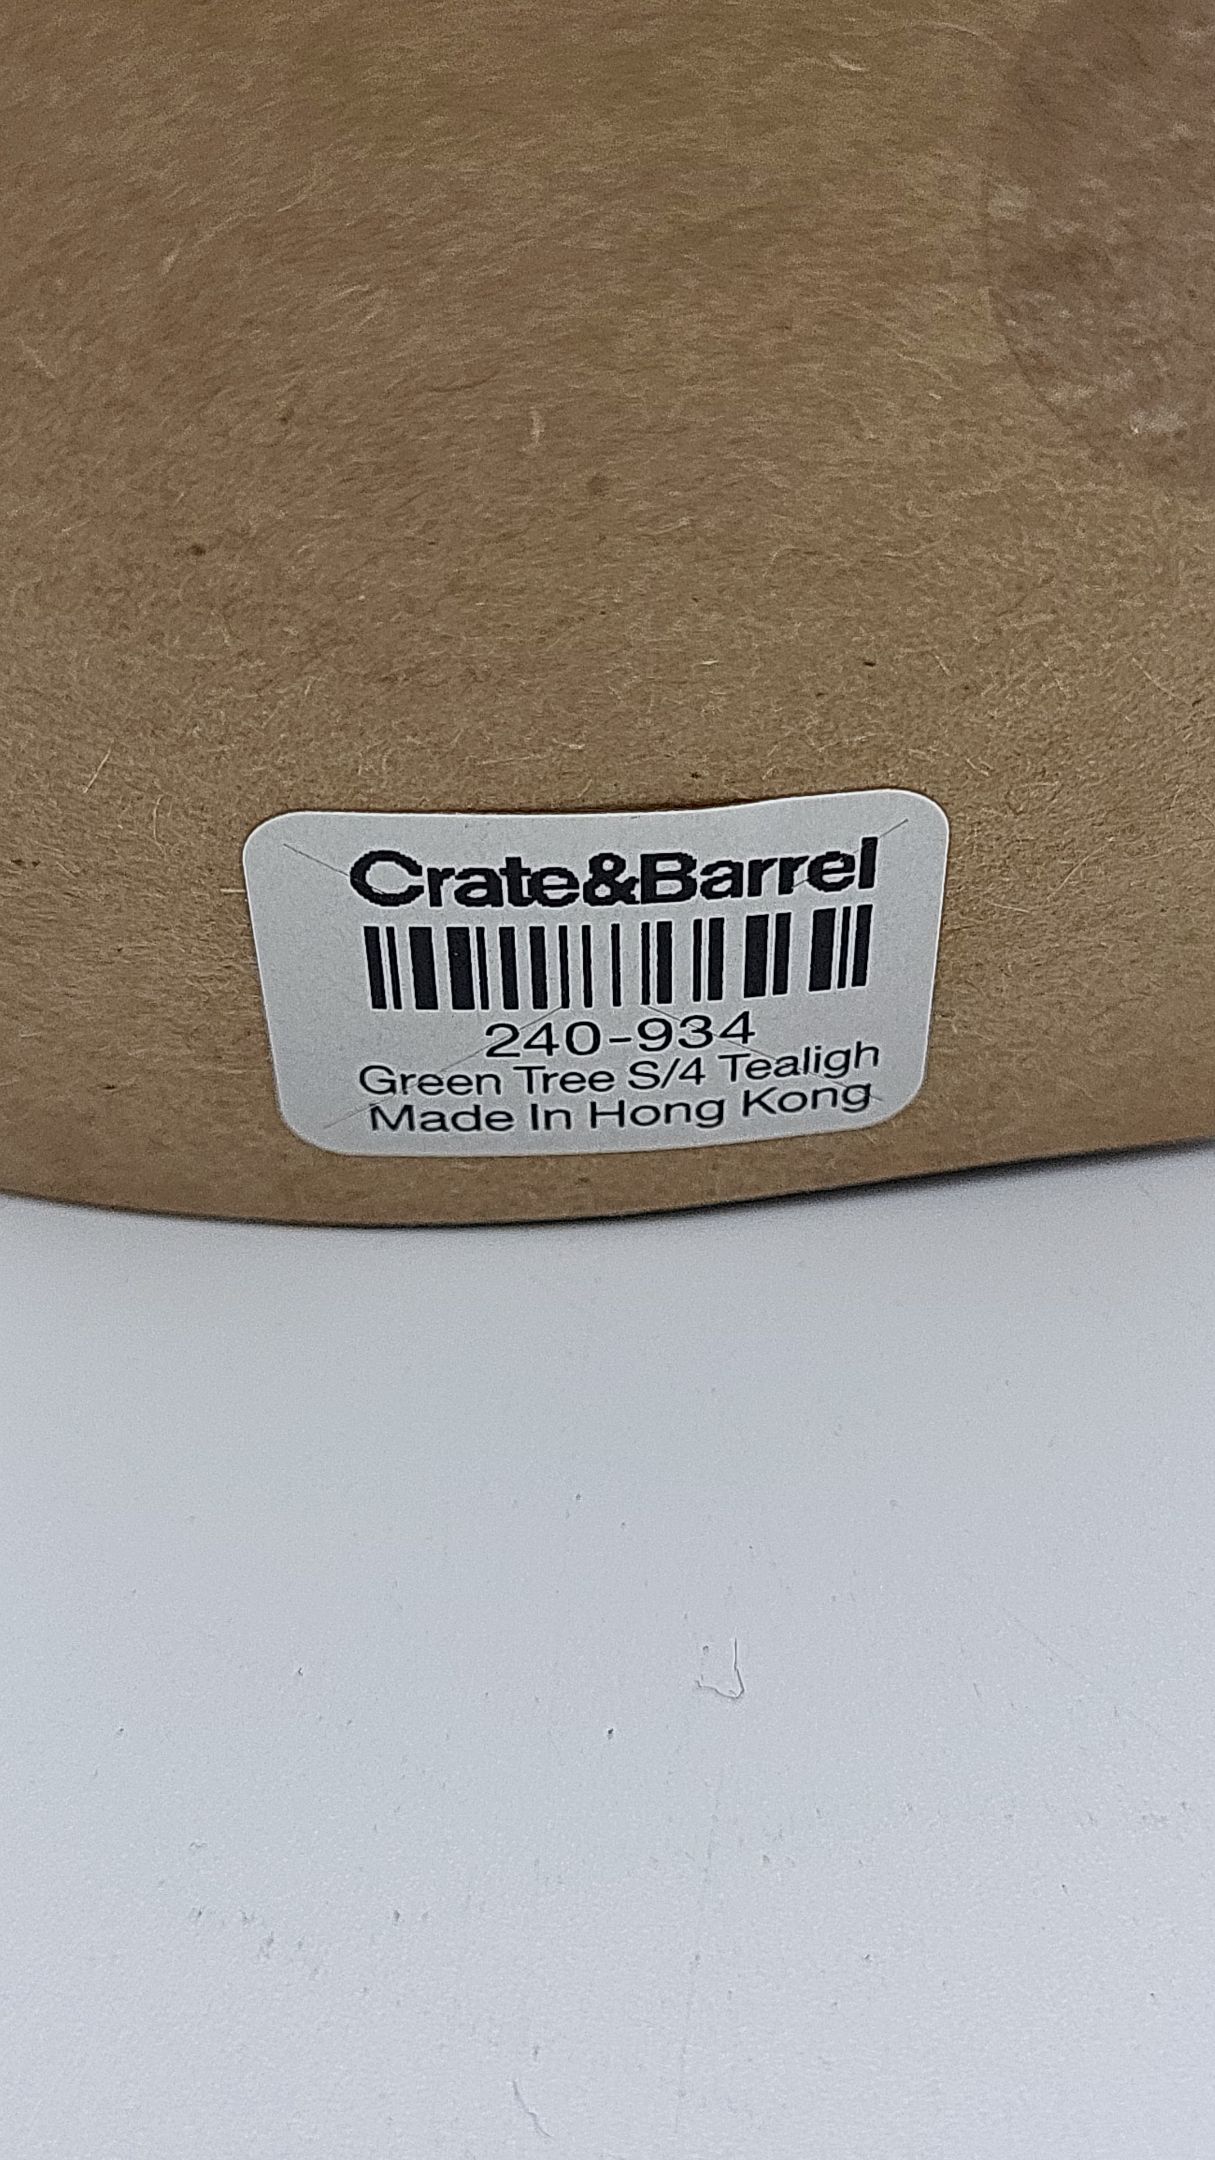 Crate&Barrel
240-934
Green Tree S/4 Tealigh
Made In Hong Kong